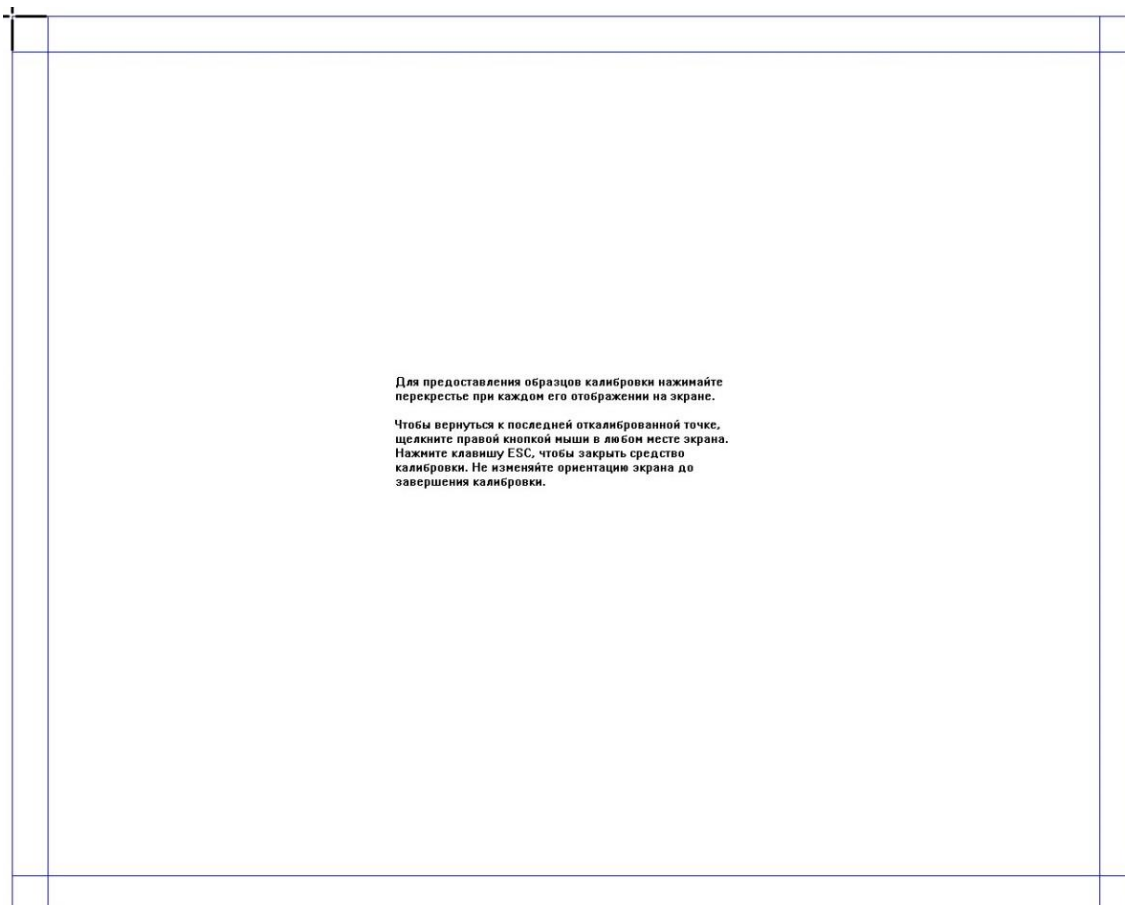 Для предоставления образцов калибровки нажимайте
перекрестье при каждом его отображении на экране.
Чтобы вернуться к последней откалиброванной точке,
щелкните правой кнопкой мыши в любом месте экрана.
Нажмите клавишу ESC, чтобы закрыть средство
калибровки. Не изменяйте ориентацию экрана до
завершения калибровки.